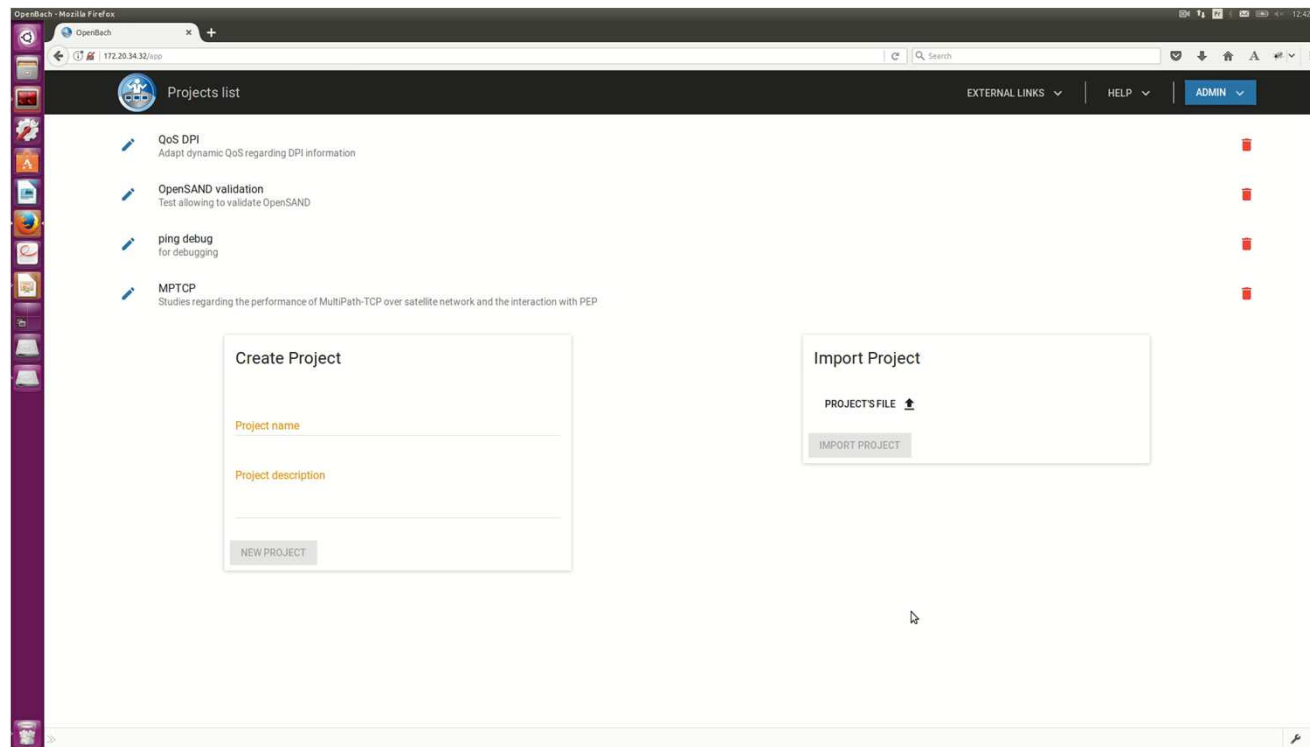 OpenBach - Mozilla Firefox
12:42
OpenBach
172.20.34.32/app
Search
Projects list
EXTERNAL LINKS
HELP
ADMIN
QoS DPI
Adapt dynamic QoS regarding DPI information
OpenSAND validation
Test allowing to validate OpenSAND
ping debug
for debugging
MPTCP
Studies regarding the performance of MultiPath-TCP over satellite network and the interaction with PEP
Create Project
Project name
Project description
NEW PROJECT
Import Project
PROJECT'S FILE
IMPORT PROJECT